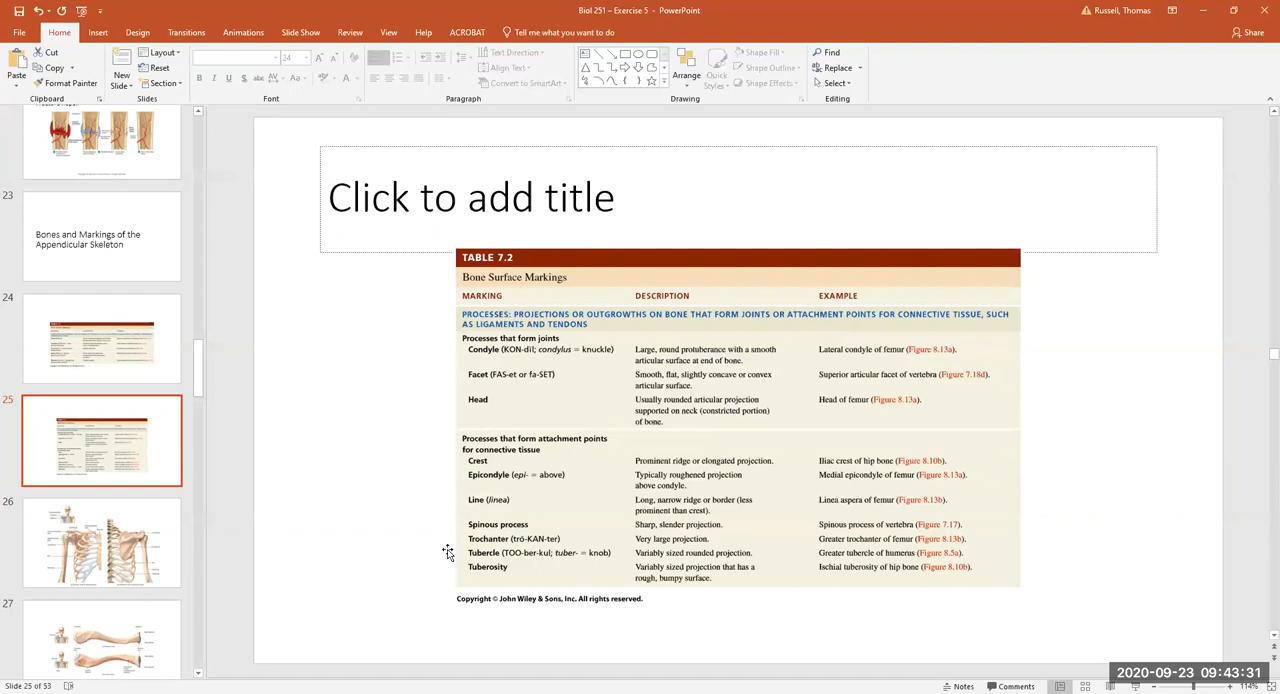 Biol 251 – Exercise 5 - PowerPoint
Russell, Thomas
File Home Insert Design Transitions Animations Slide Show Review View Help ACROBAT Tell me what you want to do
Share
Paste
Cut
Copy
Format Painter
Clipboard
New Slide
Layout
Reset
Section
Slides
24
B I U S abc AV Aa A
Font
Text Direction
Align Text
Convert to SmartArt
Paragraph
Arrange
Quick Styles
Shape Fill
Shape Outline
Shape Effects
Drawing
Find
Replace
Select
Editing
23
Bones and Markings of the
Appendicular Skeleton
24
25
26
27
Click to add title
TABLE 7.2
Bone Surface Markings
MARKING DESCRIPTION EXAMPLE
PROCESSES: PROJECTIONS OR OUTGROWTHS ON BONE THAT FORM JOINTS OR ATTACHMENT POINTS FOR CONNECTIVE TISSUE, SUCH
AS LIGAMENTS AND TENDONS
Processes that form joints
Condyle (KON-dīl; condylus = knuckle) Large, round protuberance with a smooth Lateral condyle of femur (Figure 8.13a).
articular surface at end of bone.
Facet (FAS-et or fa-SET) Smooth, flat, slightly concave or convex Superior articular facet of vertebra (Figure 7.18d).
articular surface.
Head Usually rounded articular projection Head of femur (Figure 8.13a).
supported on neck (constricted portion)
of bone.
Processes that form attachment points
for connective tissue
Crest Prominent ridge or elongated projection. Iliac crest of hip bone (Figure 8.10b).
Epicondyle (epi- = above) Typically roughened projection Medial epicondyle of femur (Figure 8.13a).
above condyle.
Line (linea) Long, narrow ridge or border (less Linea aspera of femur (Figure 8.13b).
prominent than crest).
Spinous process Sharp, slender projection. Spinous process of vertebra (Figure 7.17).
Trochanter (trō-KAN-ter) Very large projection. Greater trochanter of femur (Figure 8.13b).
Tubercle (TOO-ber-kul; tuber- = knob) Variably sized rounded projection. Greater tubercle of humerus (Figure 8.5a).
Tuberosity Variably sized projection that has a Ischial tuberosity of hip bone (Figure 8.10b).
rough, bumpy surface.
Copyright © John Wiley & Sons, Inc. All rights reserved.
2020-09-23 09:43:31
Slide 25 of 53
Notes
Comments
114%